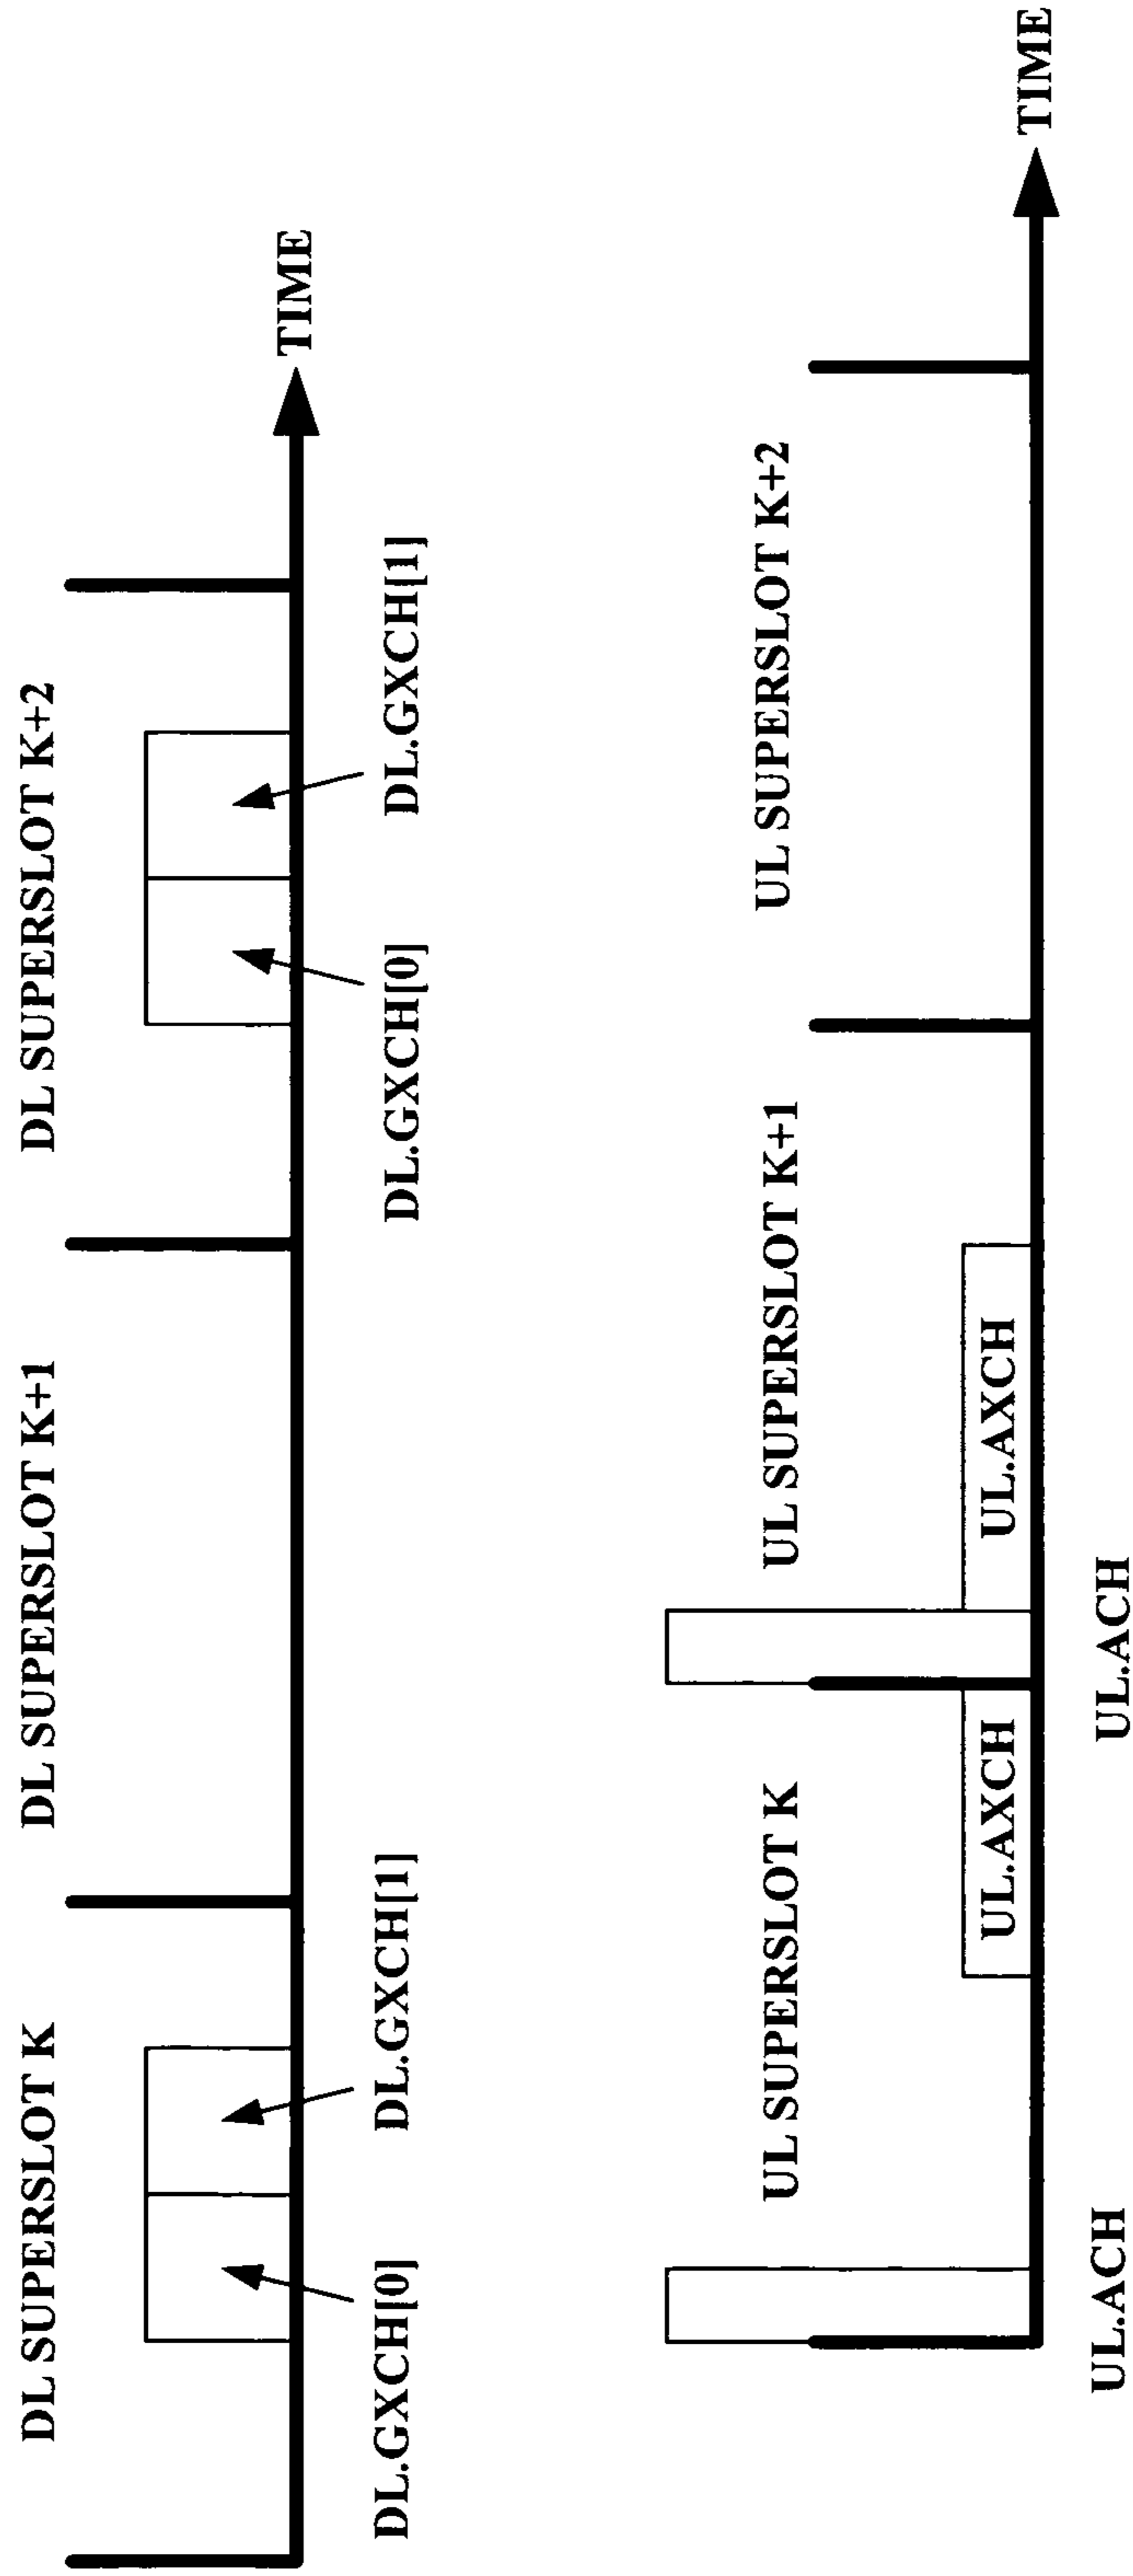 DL SUPERSLOT K
DL SUPERSLOT K+1
DL SUPERSLOT K+2
TIME
DL.GXCH[0]
DL.GXCH[1]
DL.GXCH[0]
DL.GXCH[1]
UL SUPERSLOT K
UL SUPERSLOT K+1
UL SUPERSLOT K+2
UL.AXCH
UL.AXCH
TIME
UL.ACH
UL.ACH